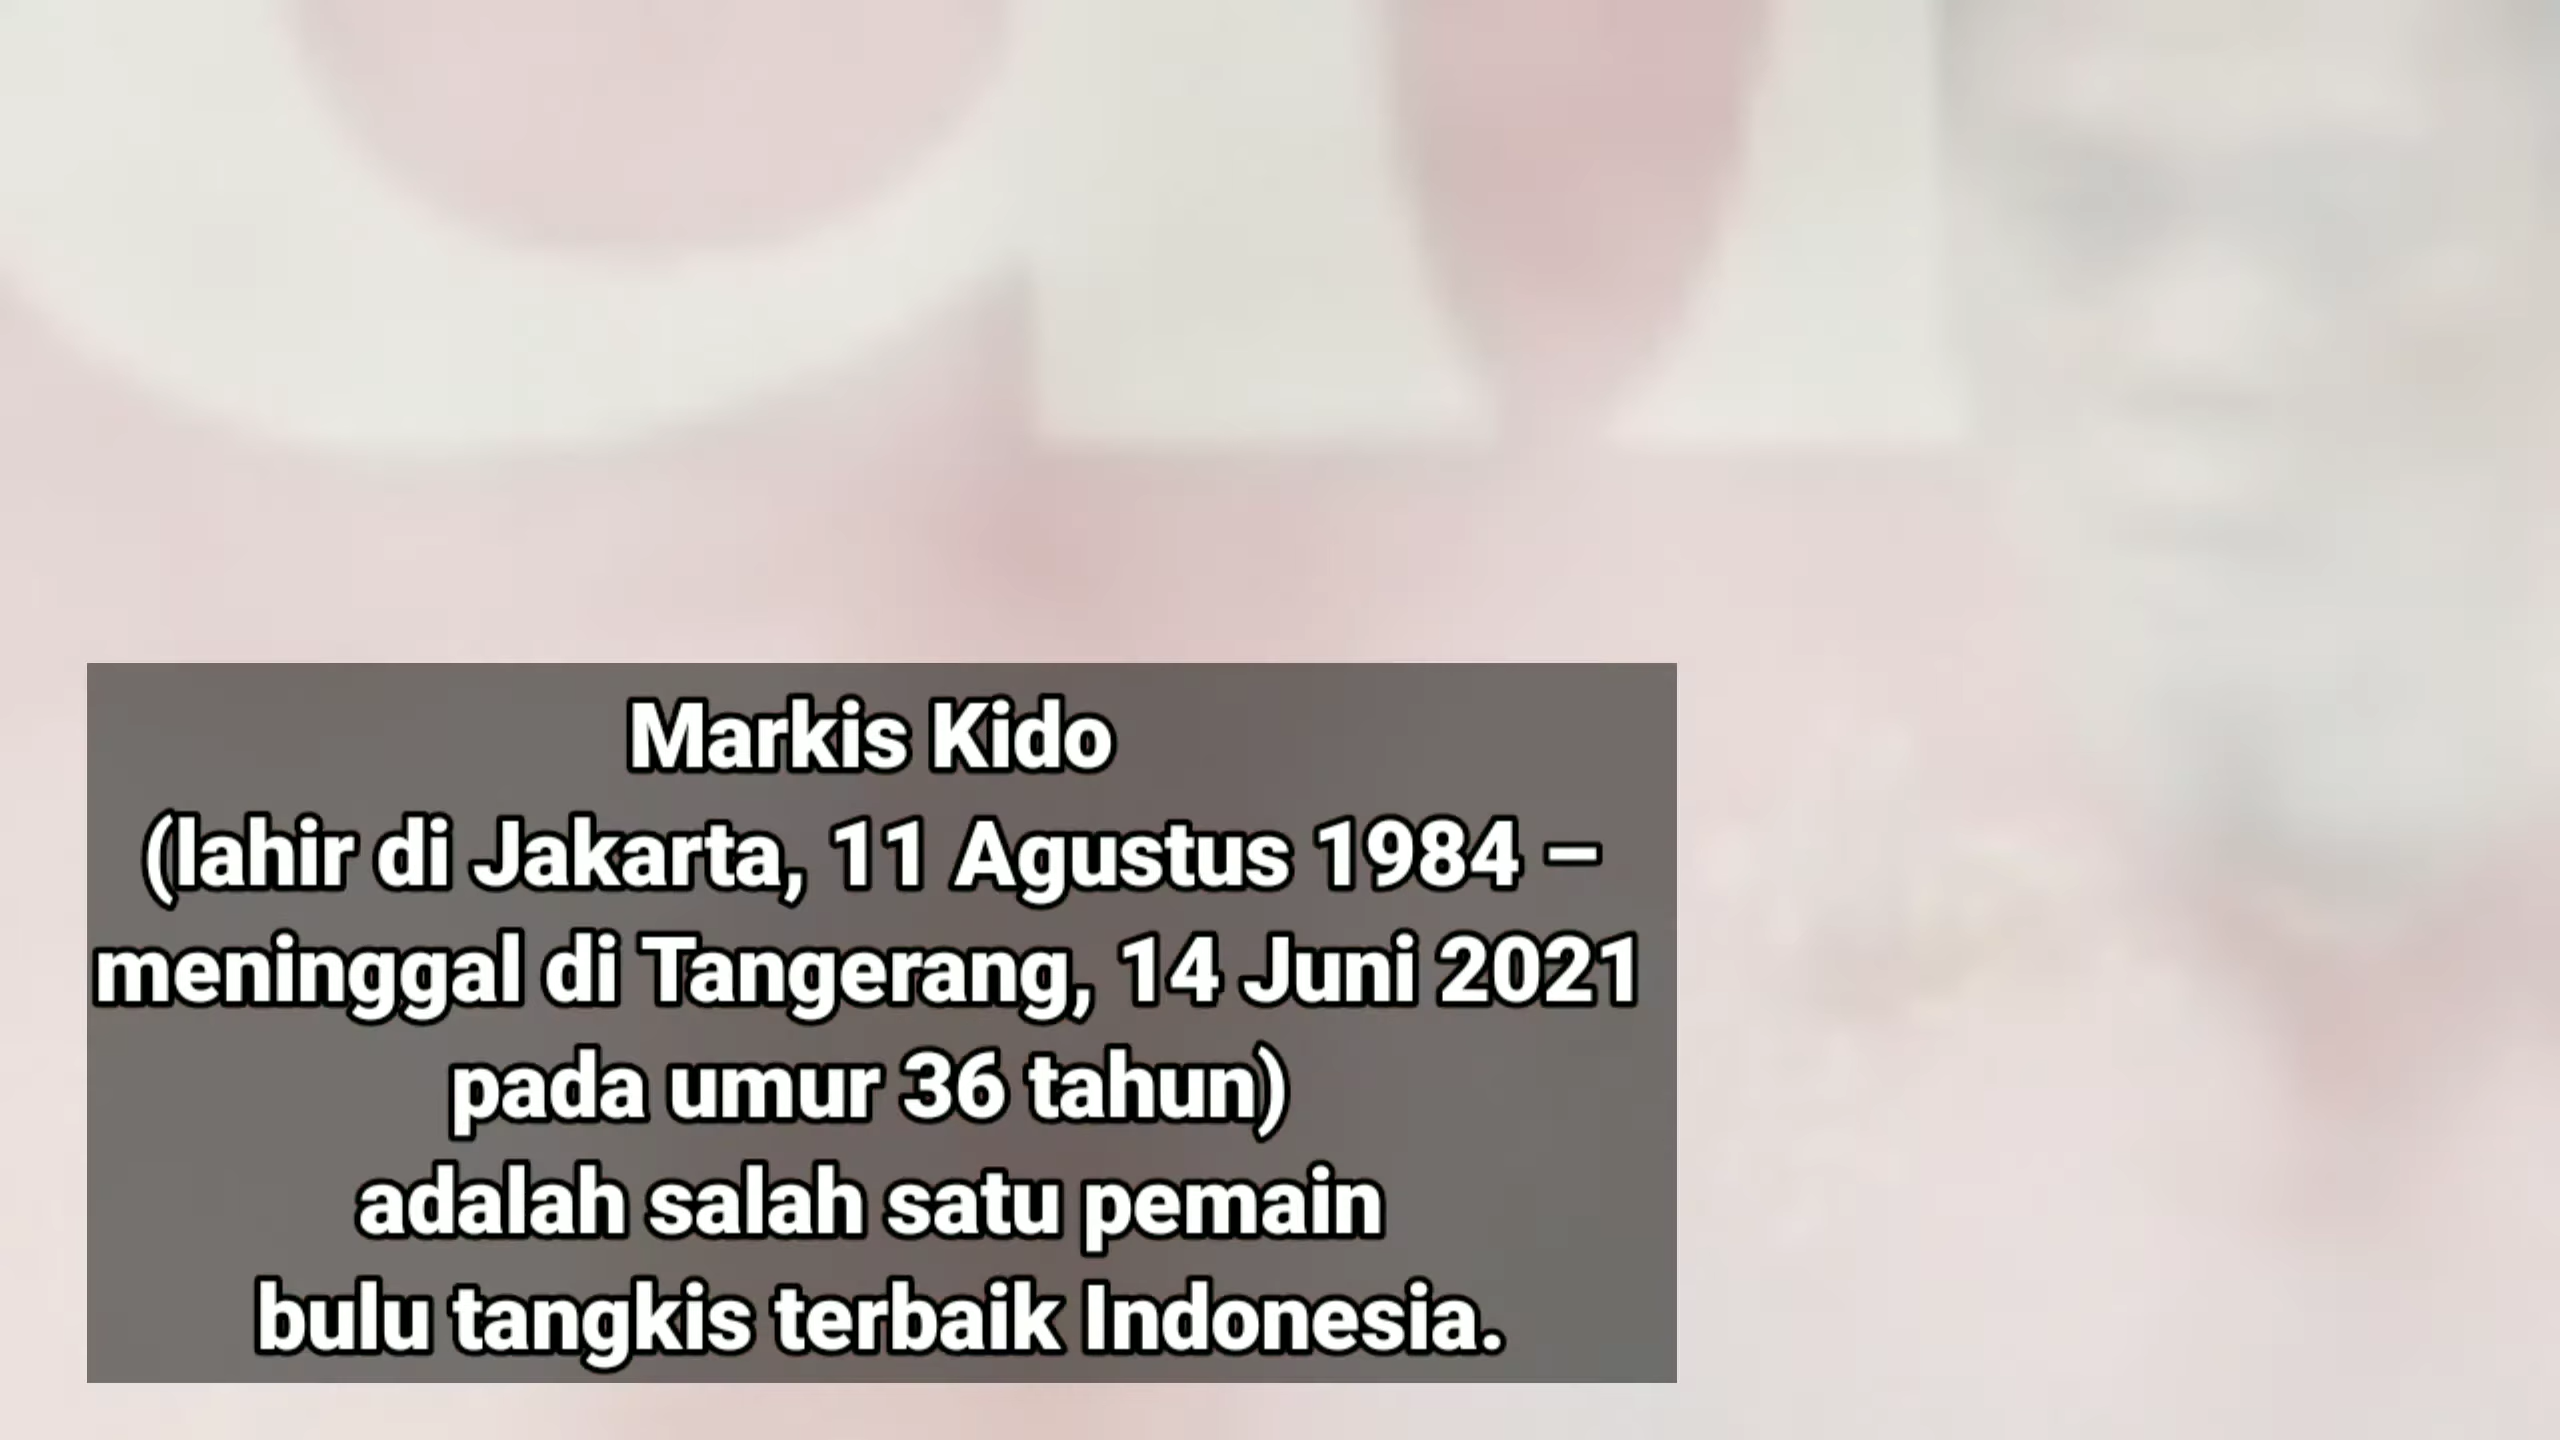 Markis Kido
(lahir di Jakarta, 11 Agustus 1984 –
meninggal di Tangerang, 14 Juni 2021
pada umur 36 tahun)
adalah salah satu pemain
bulu tangkis terbaik Indonesia.